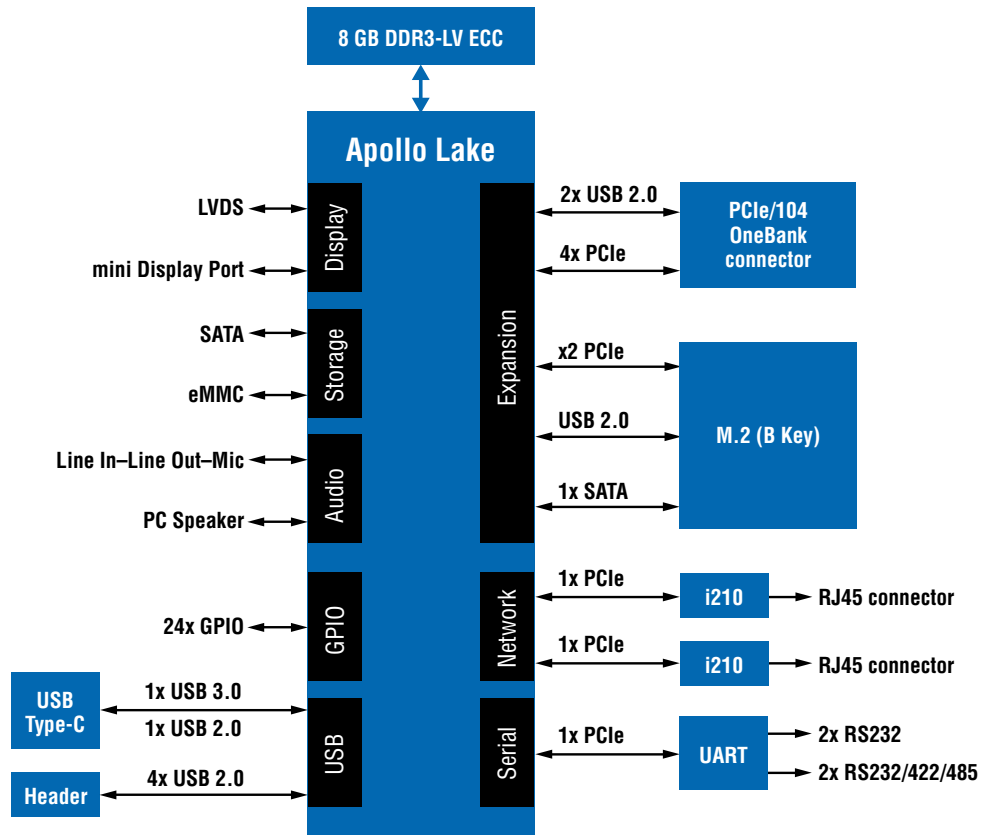 8 GB DDR3-LV ECC
Apollo Lake
LVDS
mini Display Port
Display
SATA
eMMC
Storage
Line In–Line Out–Mic
PC Speaker
Audio
24x GPIO
GPIO
USB
Type-C
1x USB 3.0
1x USB 2.0
Header
4x USB 2.0
USB
Expansion
2x USB 2.0
4x PCIe
PCIe/104
OneBank
connector
x2 PCIe
USB 2.0
1x SATA
M.2 (B Key)
Network
1x PCIe
i210
RJ45 connector
1x PCIe
i210
RJ45 connector
Serial
1x PCIe
UART
2x RS232
2x RS232/422/485